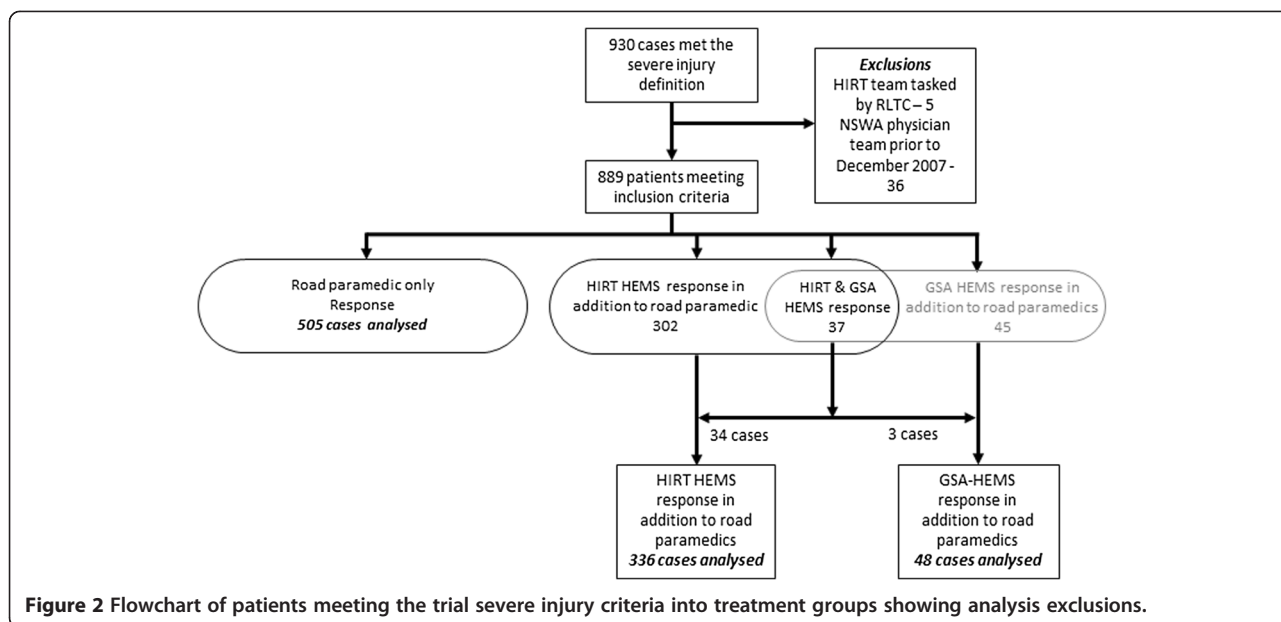 930 cases met the
severe injury
definition
Exclusions
HIRT team tasked
by RLTC – 5
NSWA physician
team prior to
December 2007 -
36
889 patients meeting
inclusion criteria
Road paramedic only
Response
505 cases analysed
HIRT HEMS response in
addition to road paramedic
302
HIRT & GSA
HEMS response
37
GSA HEMS response in
addition to road paramedics
45
34 cases
3 cases
HIRT HEMS
response in
addition to road
paramedics
336 cases analysed
GSA-HEMS
response in
addition to road
paramedics
48 cases analysed
Figure 2 Flowchart of patients meeting the trial severe injury criteria into treatment groups showing analysis exclusions.